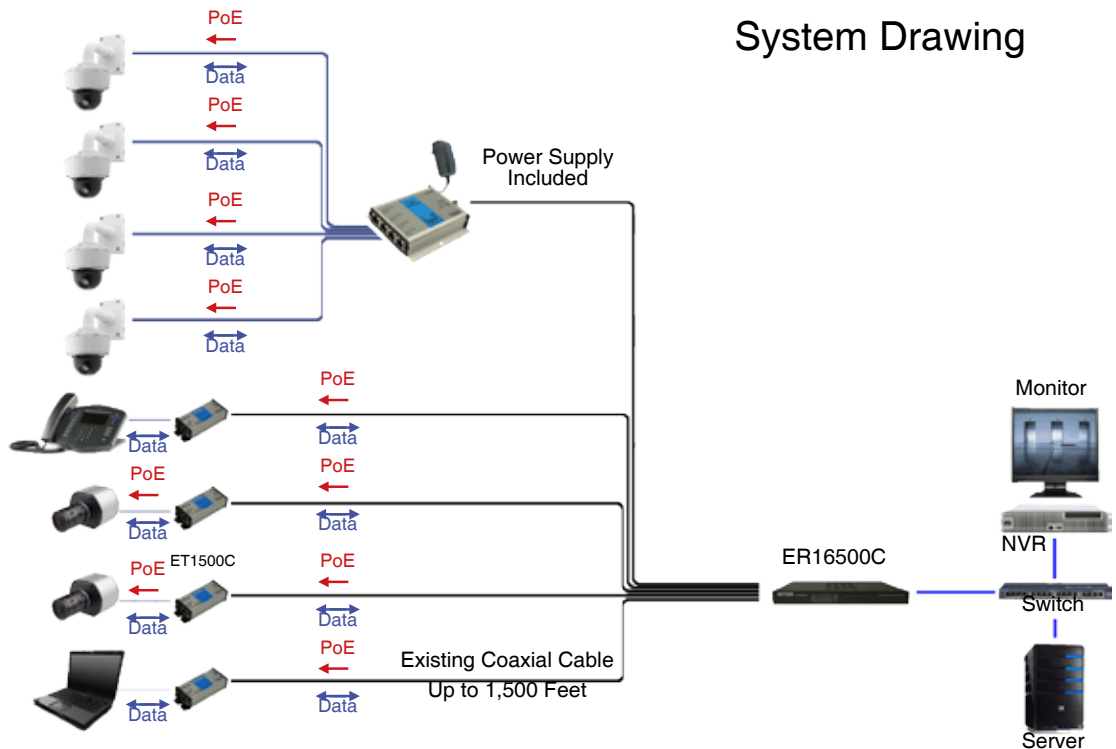 System Drawing
PoE
Data
PoE
Data
PoE
Data
PoE
Data
Power Supply
Included
PoE
Data
Data
PoE
PoE
Data
Data
ET1500C
PoE
PoE
Data
Data
PoE
Data
Data
Existing Coaxial Cable
Up to 1,500 Feet
ER16500C
Monitor
NVR
Switch
Server